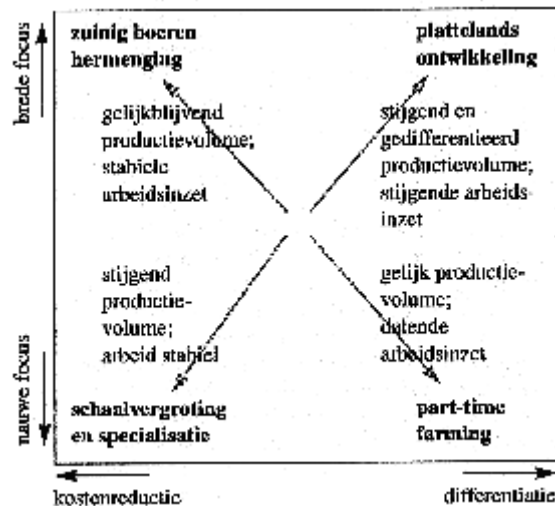 brede focus
zuinig boeren
hermenging
plattelands
ontwikkeling
gelijkblijvend
productievolume;
stabiele
arbeidsinzet
stijgend en
gedifferentieerd
productievolume;
stijgende arbeids
inzet
stijgend
productie-
volume;
arbeid stabiel
gelijk productie-
volume;
dalende
arbeidsinzet
nauwe focus
schaalvergroting
en specialisatie
part-time
farming
kostenreductie
differentiatie